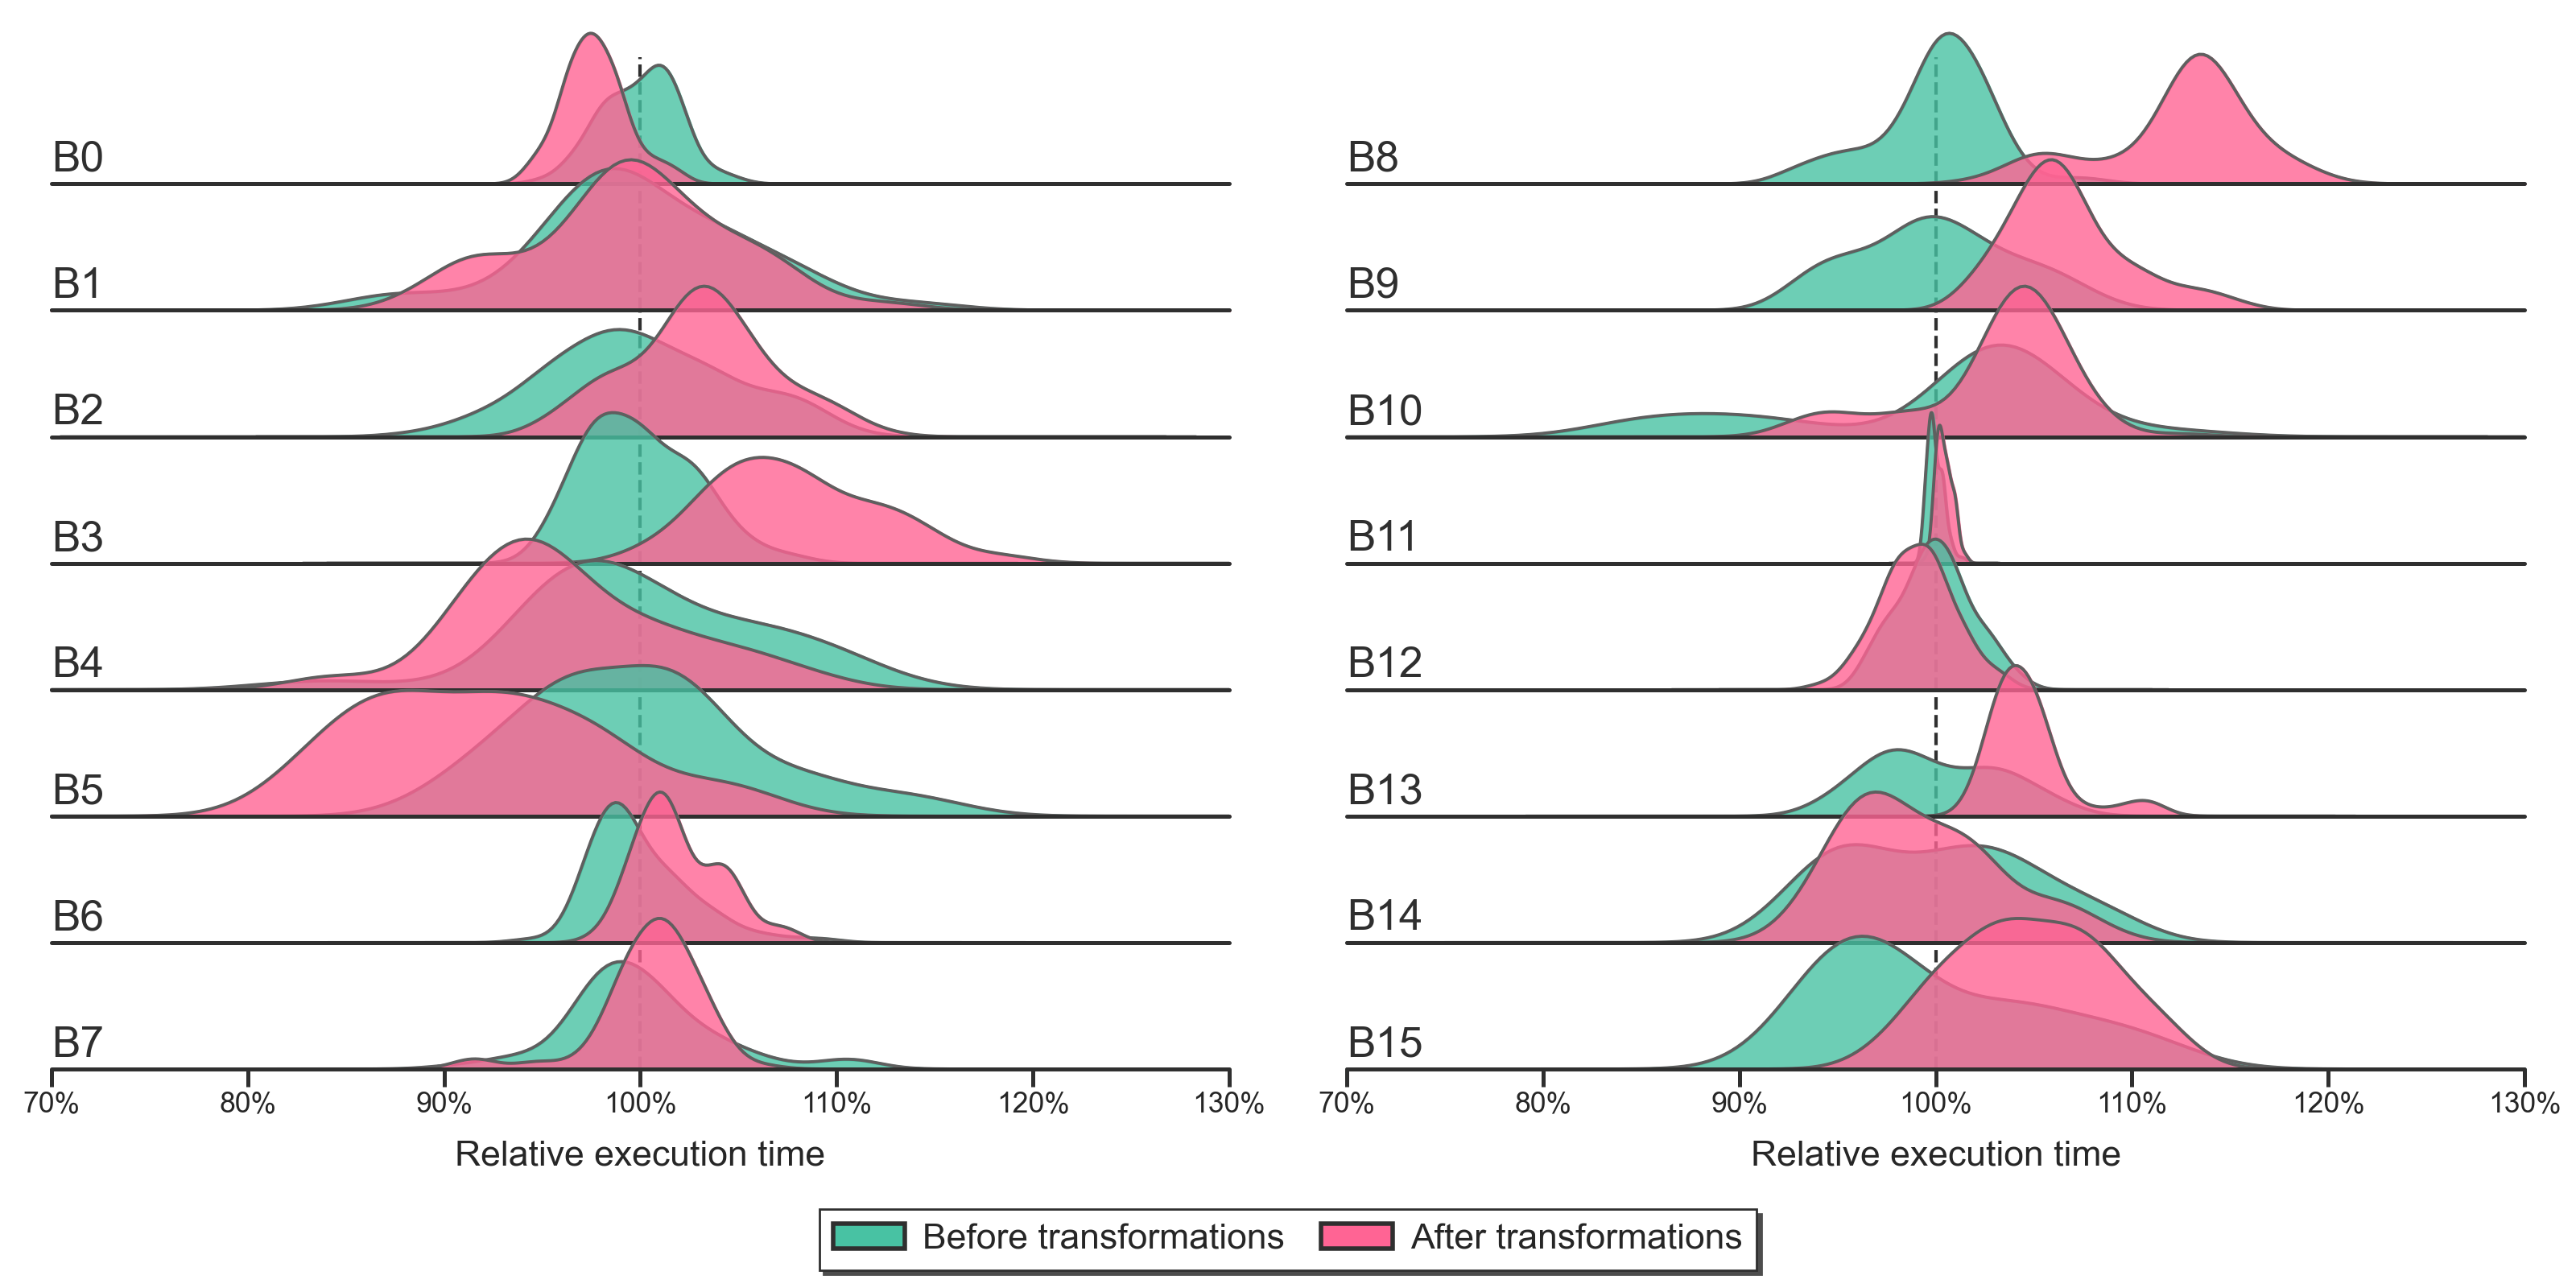 B0
B1
B2
B3
B4
B5
B6
B7
70% 80% 90% 100% 110% 120% 130%
Relative execution time
B8
B9
B10
B11
B12
B13
B14
B15
70% 80% 90% 100% 110% 120% 130%
Relative execution time
Before transformations After transformations